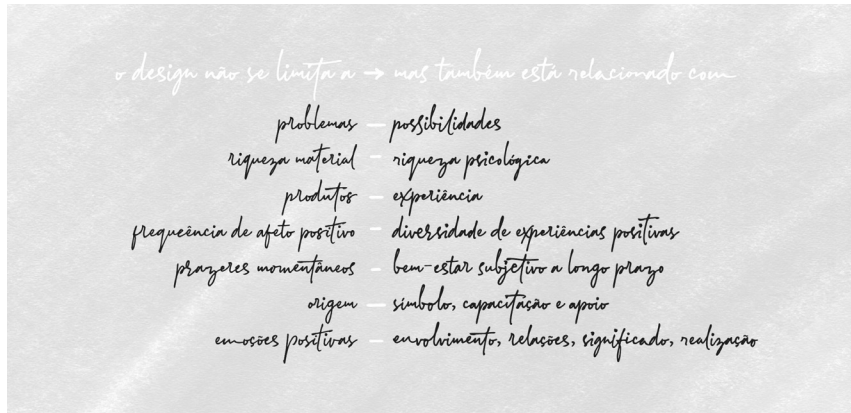 o design não se limita a → mas também está relacionado com
problemas — possibilidades
riqueza material - riqueza psicológica
produtos — experiência
frequeência de afeto positivo - diversidade de experiências positivas
prazeres momentâneos - bem-estar subjetivo a longo prazo
origem — símbolo, capacitação e apoio
emoções positivas — envolvimento, relações, significado, realização